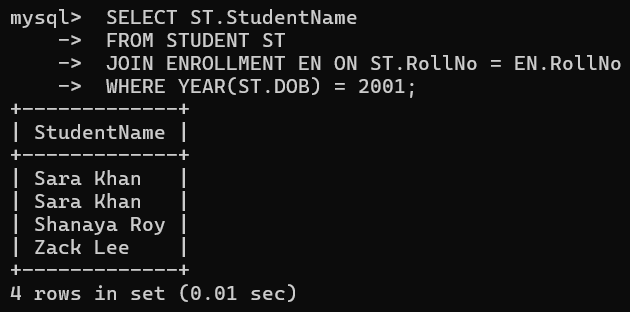 mysql>  SELECT ST.StudentName
    ->  FROM STUDENT ST
    ->  JOIN ENROLLMENT EN ON ST.RollNo = EN.RollNo
    ->  WHERE YEAR(ST.DOB) = 2001;
+-------------+
| StudentName |
+-------------+
| Sara Khan   |
| Sara Khan   |
| Shanaya Roy |
| Zack Lee    |
+-------------+
4 rows in set (0.01 sec)